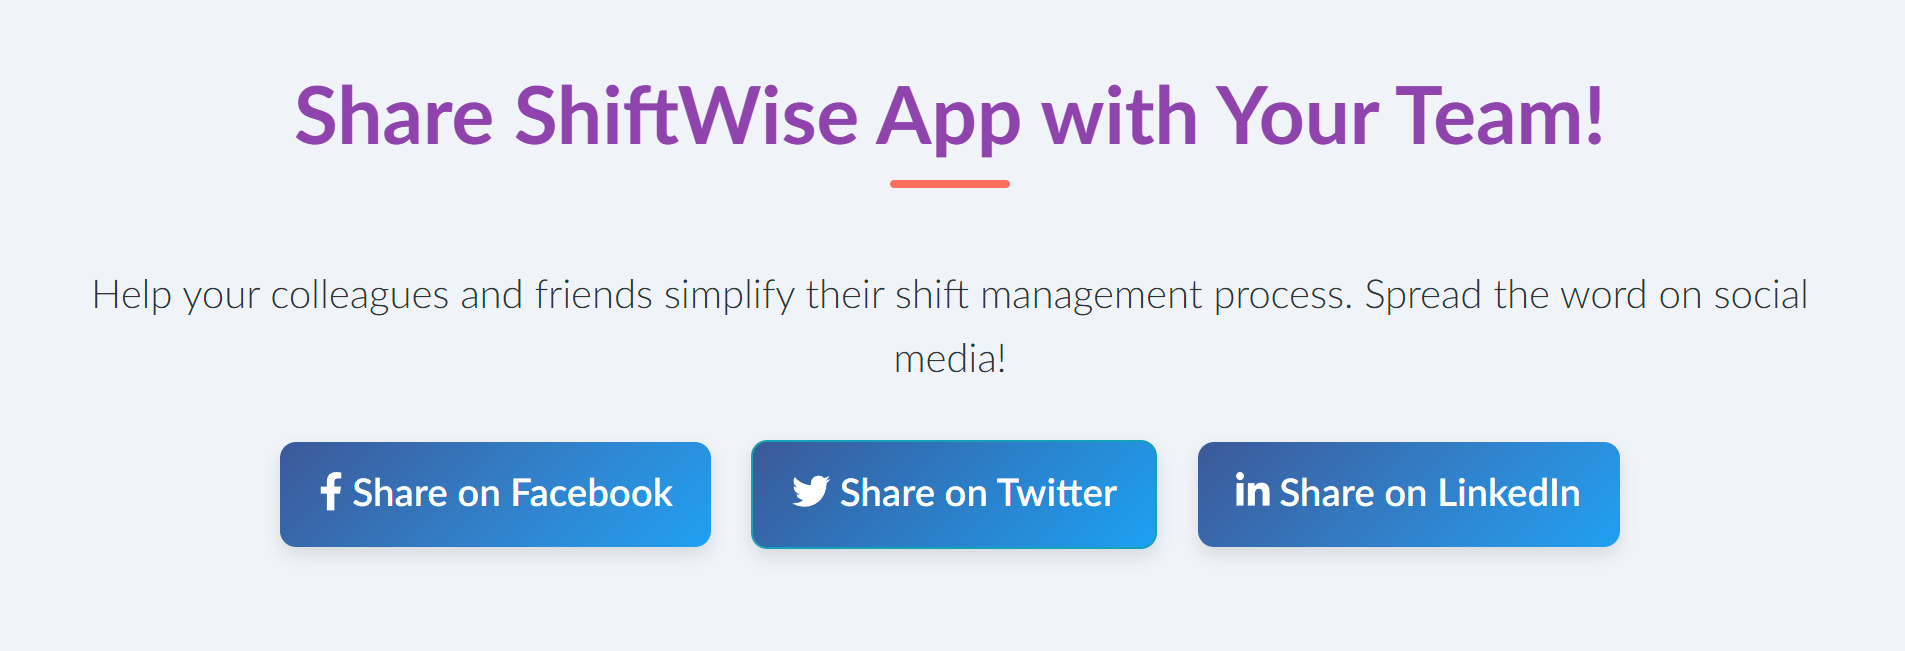 Share ShiftWise App with Your Team!
Help your colleagues and friends simplify their shift management process. Spread the word on social
media!
Share on Facebook
Share on Twitter
Share on LinkedIn